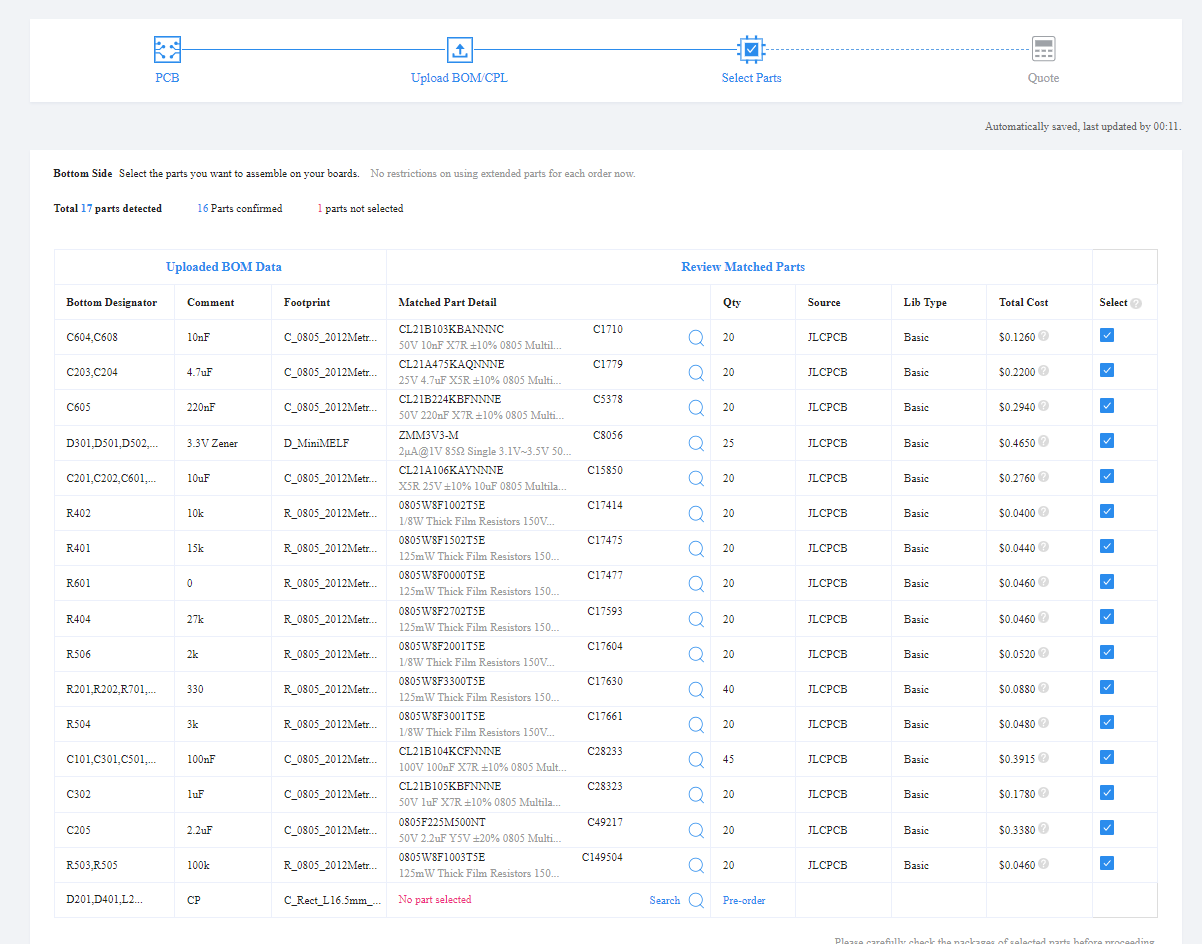 PCB Upload BOM/CPL Select Parts Quote
Automatically saved, last updated by 00:11.
Bottom Side Select the parts you want to assemble on your boards. No restrictions on using extended parts for each order now.
Total 17 parts detected 16 Parts confirmed 1 parts not selected
Uploaded BOM Data Review Matched Parts
Bottom Designator Comment Footprint Matched Part Detail Qty Source Lib Type Total Cost Select ?
C604,C608 10nF C_0805_2012Metr... CL21B103KBANNNC C1710 20 JLCPCB Basic $0.1260 ?
50V 10nF X7R ±10% 0805 Multil...
C203,C204 4.7uF C_0805_2012Metr... CL21A475KAQNNNE C1779 20 JLCPCB Basic $0.2200 ?
25V 4.7uF X5R ±10% 0805 Multi...
C605 220nF C_0805_2012Metr... CL21B224KBFNNNE C5378 20 JLCPCB Basic $0.2940 ?
50V 220nF X7R ±10% 0805 Multi...
D301,D501,D502,... 3.3V Zener D_MiniMELF ZMM3V3-M C8056 25 JLCPCB Basic $0.4650 ?
2μA@1V 85Ω Single 3.1V~3.5V 50...
C201,C202,C601,... 10uF C_0805_2012Metr... CL21A106KAYNNNE C15850 20 JLCPCB Basic $0.2760 ?
X5R 25V ±10% 10uF 0805 Multila...
R402 10k R_0805_2012Metr... 0805W8F1002T5E C17414 20 JLCPCB Basic $0.0400 ?
1/8W Thick Film Resistors 150V...
R401 15k R_0805_2012Metr... 0805W8F1502T5E C17475 20 JLCPCB Basic $0.0440 ?
125mW Thick Film Resistors 150...
R601 0 R_0805_2012Metr... 0805W8F0000T5E C17477 20 JLCPCB Basic $0.0460 ?
125mW Thick Film Resistors 150...
R404 27k R_0805_2012Metr... 0805W8F2702T5E C17593 20 JLCPCB Basic $0.0460 ?
125mW Thick Film Resistors 150...
R506 2k R_0805_2012Metr... 0805W8F2001T5E C17604 20 JLCPCB Basic $0.0520 ?
1/8W Thick Film Resistors 150V...
R201,R202,R701,... 330 R_0805_2012Metr... 0805W8F3300T5E C17630 40 JLCPCB Basic $0.0880 ?
125mW Thick Film Resistors 150...
R504 3k R_0805_2012Metr... 0805W8F3001T5E C17661 20 JLCPCB Basic $0.0480 ?
1/8W Thick Film Resistors 150V...
C101,C301,C501,... 100nF C_0805_2012Metr... CL21B104KCFNNNE C28233 45 JLCPCB Basic $0.3915 ?
100V 100nF X7R ±10% 0805 Mult...
C302 1uF C_0805_2012Metr... CL21B105KBFNNNE C28323 20 JLCPCB Basic $0.1780 ?
50V 1uF X7R ±10% 0805 Multila...
C205 2.2uF C_0805_2012Metr... 0805F225M500NT C49217 20 JLCPCB Basic $0.3380 ?
50V 2.2uF Y5V ±20% 0805 Multi...
R503,R505 100k R_0805_2012Metr... 0805W8F1003T5E C149504 20 JLCPCB Basic $0.0460 ?
125mW Thick Film Resistors 150...
D201,D401,L2... CP C_Rect_L16.5mm_... No part selected Search Pre-order
Please carefully check the packages of selected parts before proceeding.